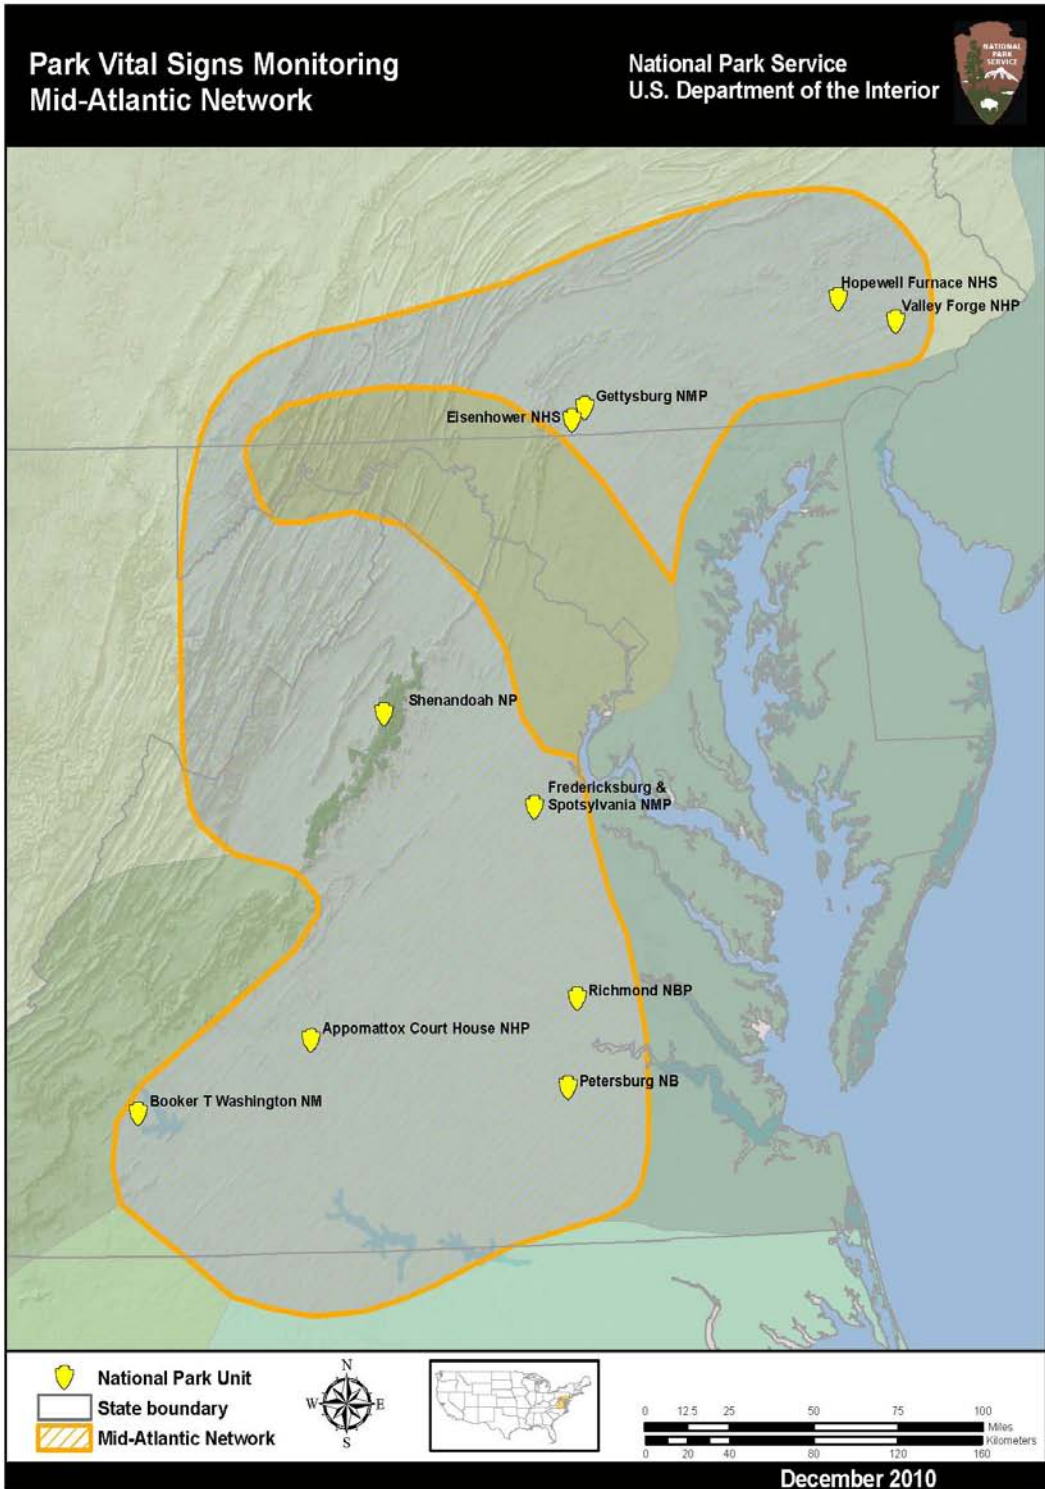 Park Vital Signs Monitoring
Mid-Atlantic Network
National Park Service
U.S. Department of the Interior
NATIONAL
PARK
SERVICE
Hopewell Furnace NHS
Valley Forge NHP
Gettysburg NMP
Eisenhower NHS
Shenandoah NP
Fredericksburg &
Spotsylvania NMP
Richmond NBP
Appomattox Court House NHP
Petersburg NB
Booker T Washington NM
National Park Unit
State boundary
Mid-Atlantic Network
N
W E
S
0 12.5 25 50 75 100
Miles
Kilometers
0 20 40 80 120 160
December 2010